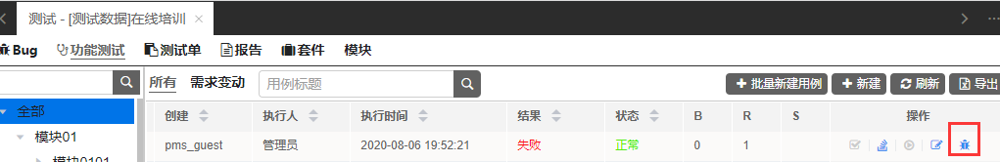 测试 - [测试数据]在线培训 ×
Bug 功能测试 测试单 报告 套件 模块
所有 需求变动 用例标题 + 批量新建用例 + 新建 刷新 导出
全部
模块01
模块0101
创建 执行人 执行时间 结果 状态 B R S 操作
pms_guest 管理员 2020-08-06 19:52:21 失败 正常 0 1